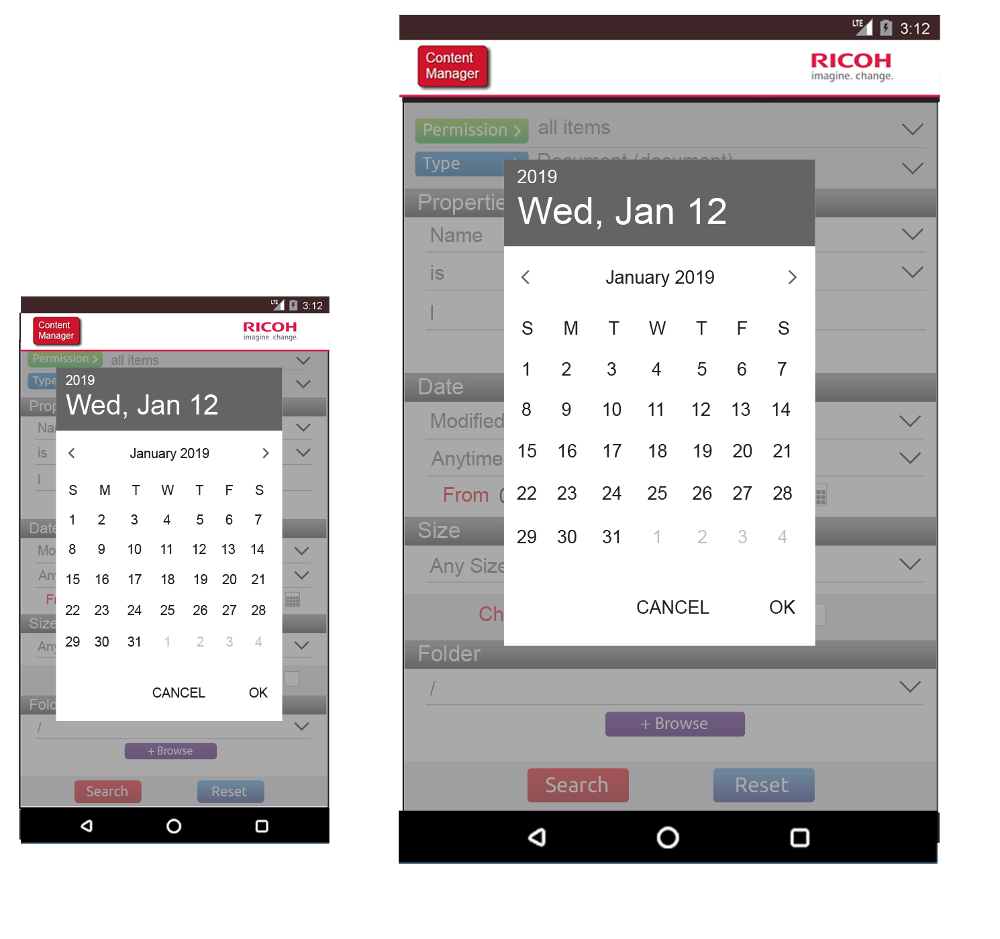 LTE 3:12
Content
Manager
RICOH
imagine. change.
Permission all items
Type
2019
Wed, Jan 12
Prop
Na
is
January 2019
S M T W T F S
1 2 3 4 5 6 7
Date
8 9 10 11 12 13 14
Mo
15 16 17 18 19 20 21
Any
22 23 24 25 26 27 28
Size
29 30 31 1 2 3 4
Any
CANCEL OK
Fold
/
+ Browse
Search Reset
LTE 3:12
Content
Manager
RICOH
imagine. change.
Permission all items
Type Document (document)
2019
Wed, Jan 12
Propertie
Name
is
January 2019
S M T W T F S
1 2 3 4 5 6 7
Date
8 9 10 11 12 13 14
Modified
15 16 17 18 19 20 21
Anytime
22 23 24 25 26 27 28
From
Size
29 30 31 1 2 3 4
Any Size
CANCEL OK
Ch
Folder
/
+ Browse
Search Reset